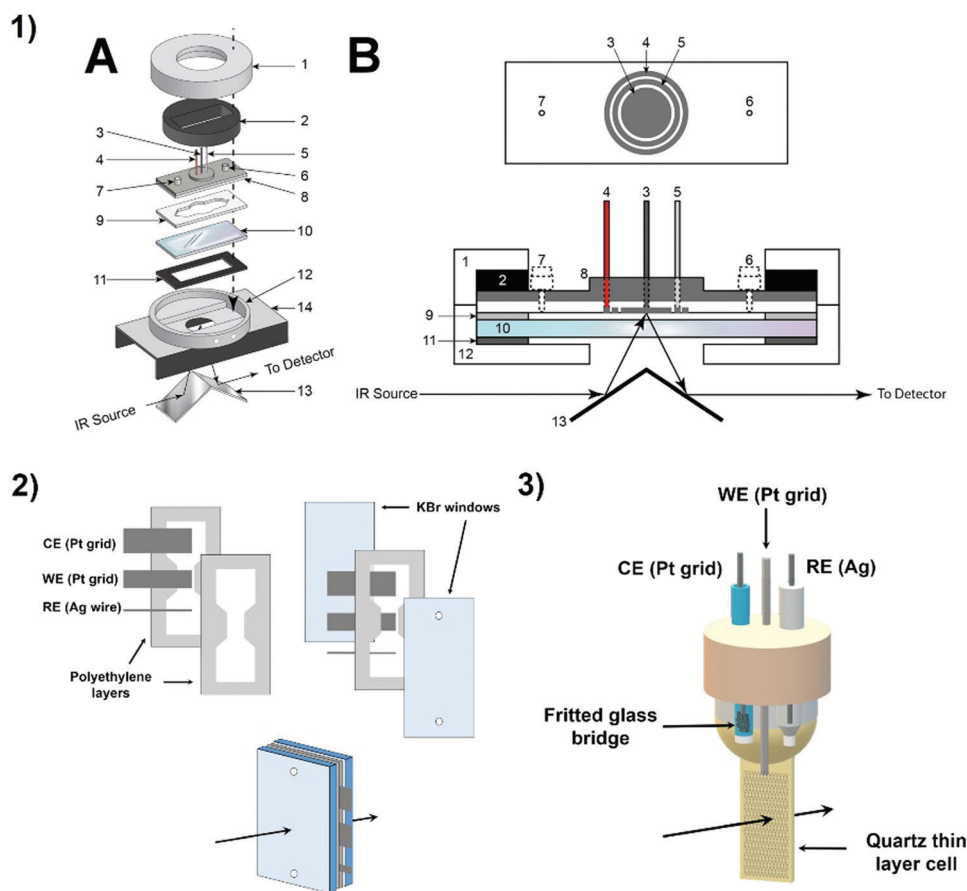 1)
A
1
2
3
4
5
6
7
8
9
10
11
12
14
13
IR Source
To Detector
B
3
4
5
7
6
4
3
5
1
2
7
8
6
9
10
11
12
IR Source
To Detector
13
2)
CE (Pt grid)
WE (Pt grid)
RE (Ag wire)
Polyethylene
layers
KBr windows
3)
WE (Pt grid)
CE (Pt grid)
RE (Ag)
Fritted glass
bridge
Quartz thin
layer cell